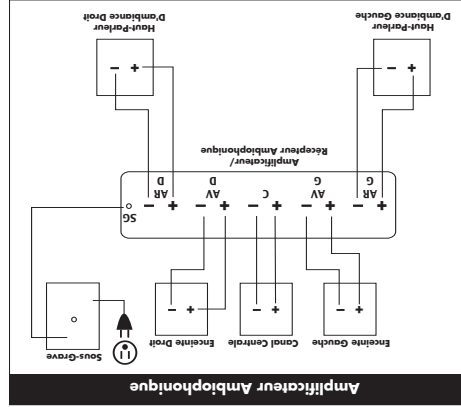 Amplificateur Ambiophonique
Enceinte Gauche
Canal Centrale
Enceinte Droit
Sous-Grave
+ −
+ −
+ −
SG
+ −
+ −
+ −
+ −
+ −
AR
G
AV
G
C
AV
D
AR
D
Amplificateur/
Récepteur Ambiophonique
+ −
+ −
Haut-Parleur
D'ambiance Gauche
Haut-Parleur
D'ambiance Droit